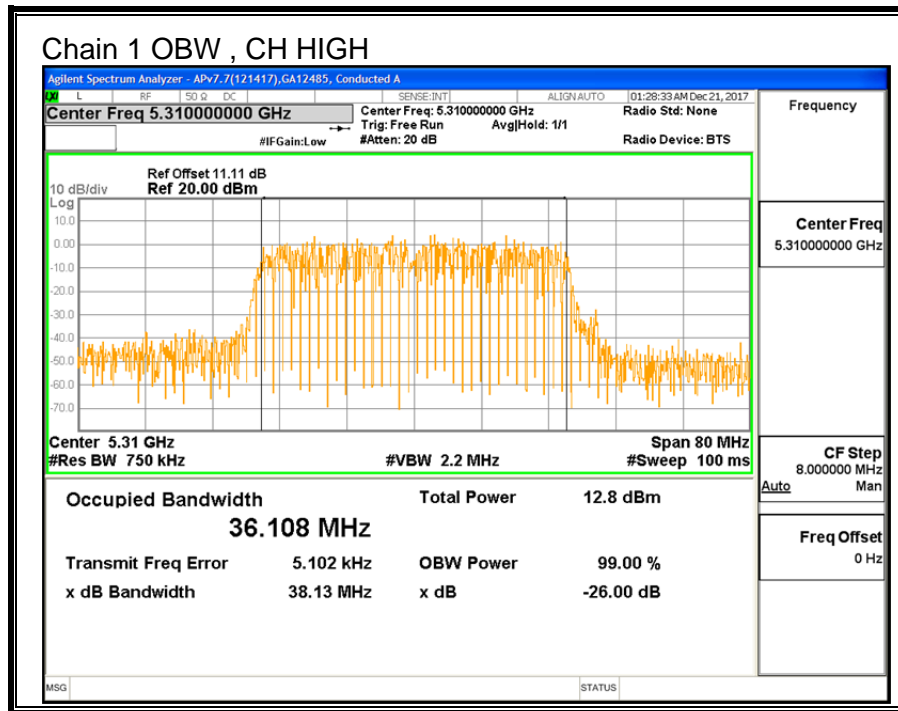 Chain 1 OBW , CH HIGH
Agilent Spectrum Analyzer - APv7.7(121417),GA12485, Conducted A
LXI L RF 50 Ω DC SENSE:INT ALIGN AUTO 01:28:33 AM Dec 21, 2017
Center Freq 5.310000000 GHz
Center Freq: 5.310000000 GHz Radio Std: None
Trig: Free Run Avg|Hold: 1/1
#IFGain:Low #Atten: 20 dB Radio Device: BTS
Ref Offset 11.11 dB
10 dB/div Ref 20.00 dBm
Log
10.0
0.00
-10.0
-20.0
-30.0
-40.0
-50.0
-60.0
-70.0
Center 5.31 GHz Span 80 MHz
#Res BW 750 kHz #VBW 2.2 MHz #Sweep 100 ms
Occupied Bandwidth Total Power 12.8 dBm
36.108 MHz
Transmit Freq Error 5.102 kHz OBW Power 99.00 %
x dB Bandwidth 38.13 MHz x dB -26.00 dB
MSG STATUS
Frequency
Center Freq
5.310000000 GHz
CF Step
8.000000 MHz
Auto Man
Freq Offset
0 Hz